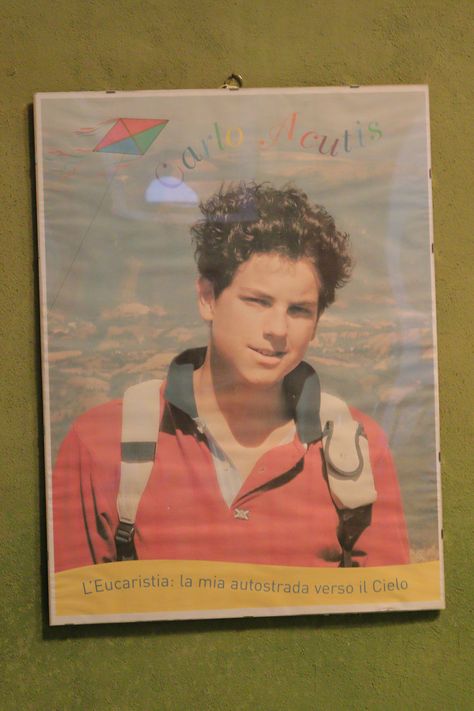 Carlo Acutis
L'Eucaristia: la mia autostrada verso il Cielo